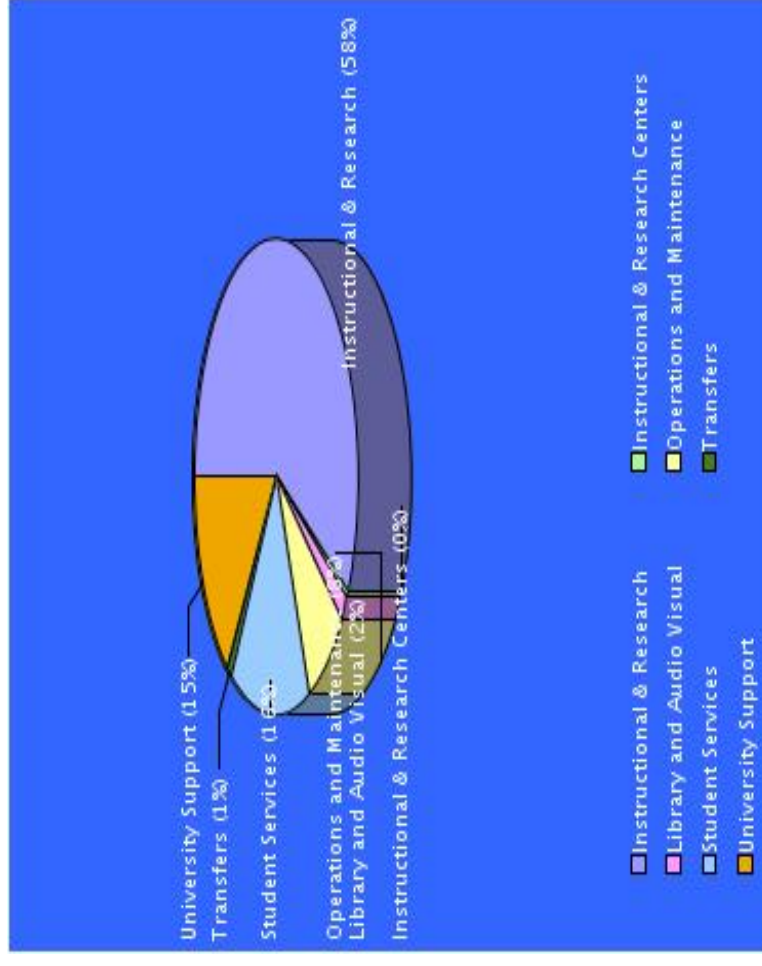 University Support (15%)
Transfers (1%)
Student Services
Operations and Maintenance
Library and Audio Visual (2%)
Instructional & Research Centers (0%)
Instructional & Research (58%)
Instructional & Research
Instructional & Research Centers
Library and Audio Visual
Operations and Maintenance
Student Services
Transfers
University Support